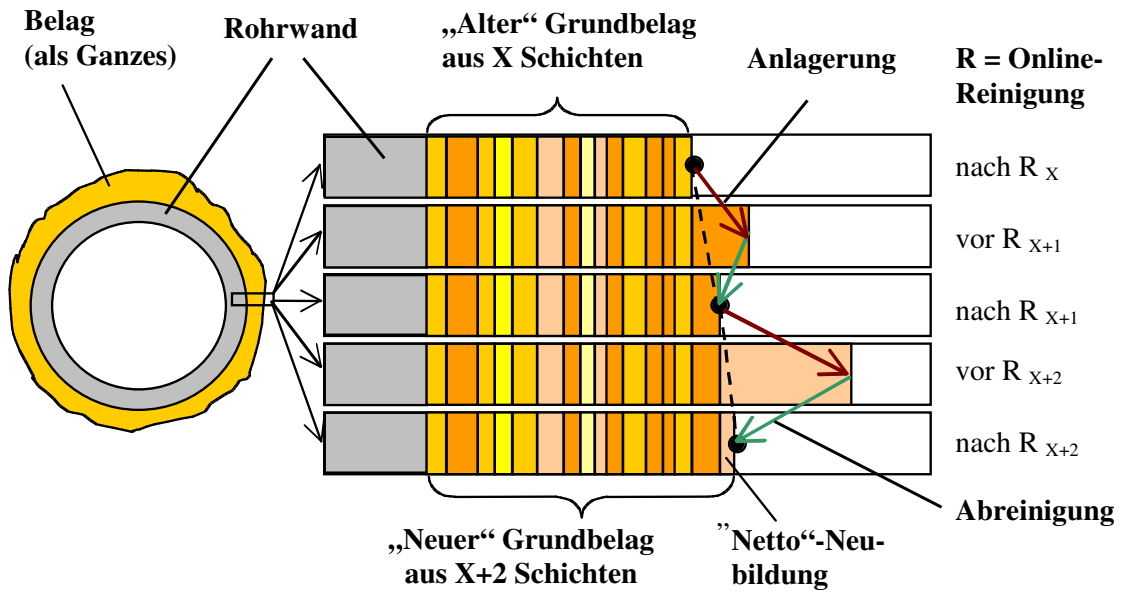 Belag
(als Ganzes)
Rohrwand
„Alter“ Grundbelag
aus X Schichten
Anlagerung
R = Online-
Reinigung
nach R X
vor R X+1
nach R X+1
vor R X+2
nach R X+2
Abreinigung
„Neuer“ Grundbelag
aus X+2 Schichten
”Netto“-Neu-
bildung